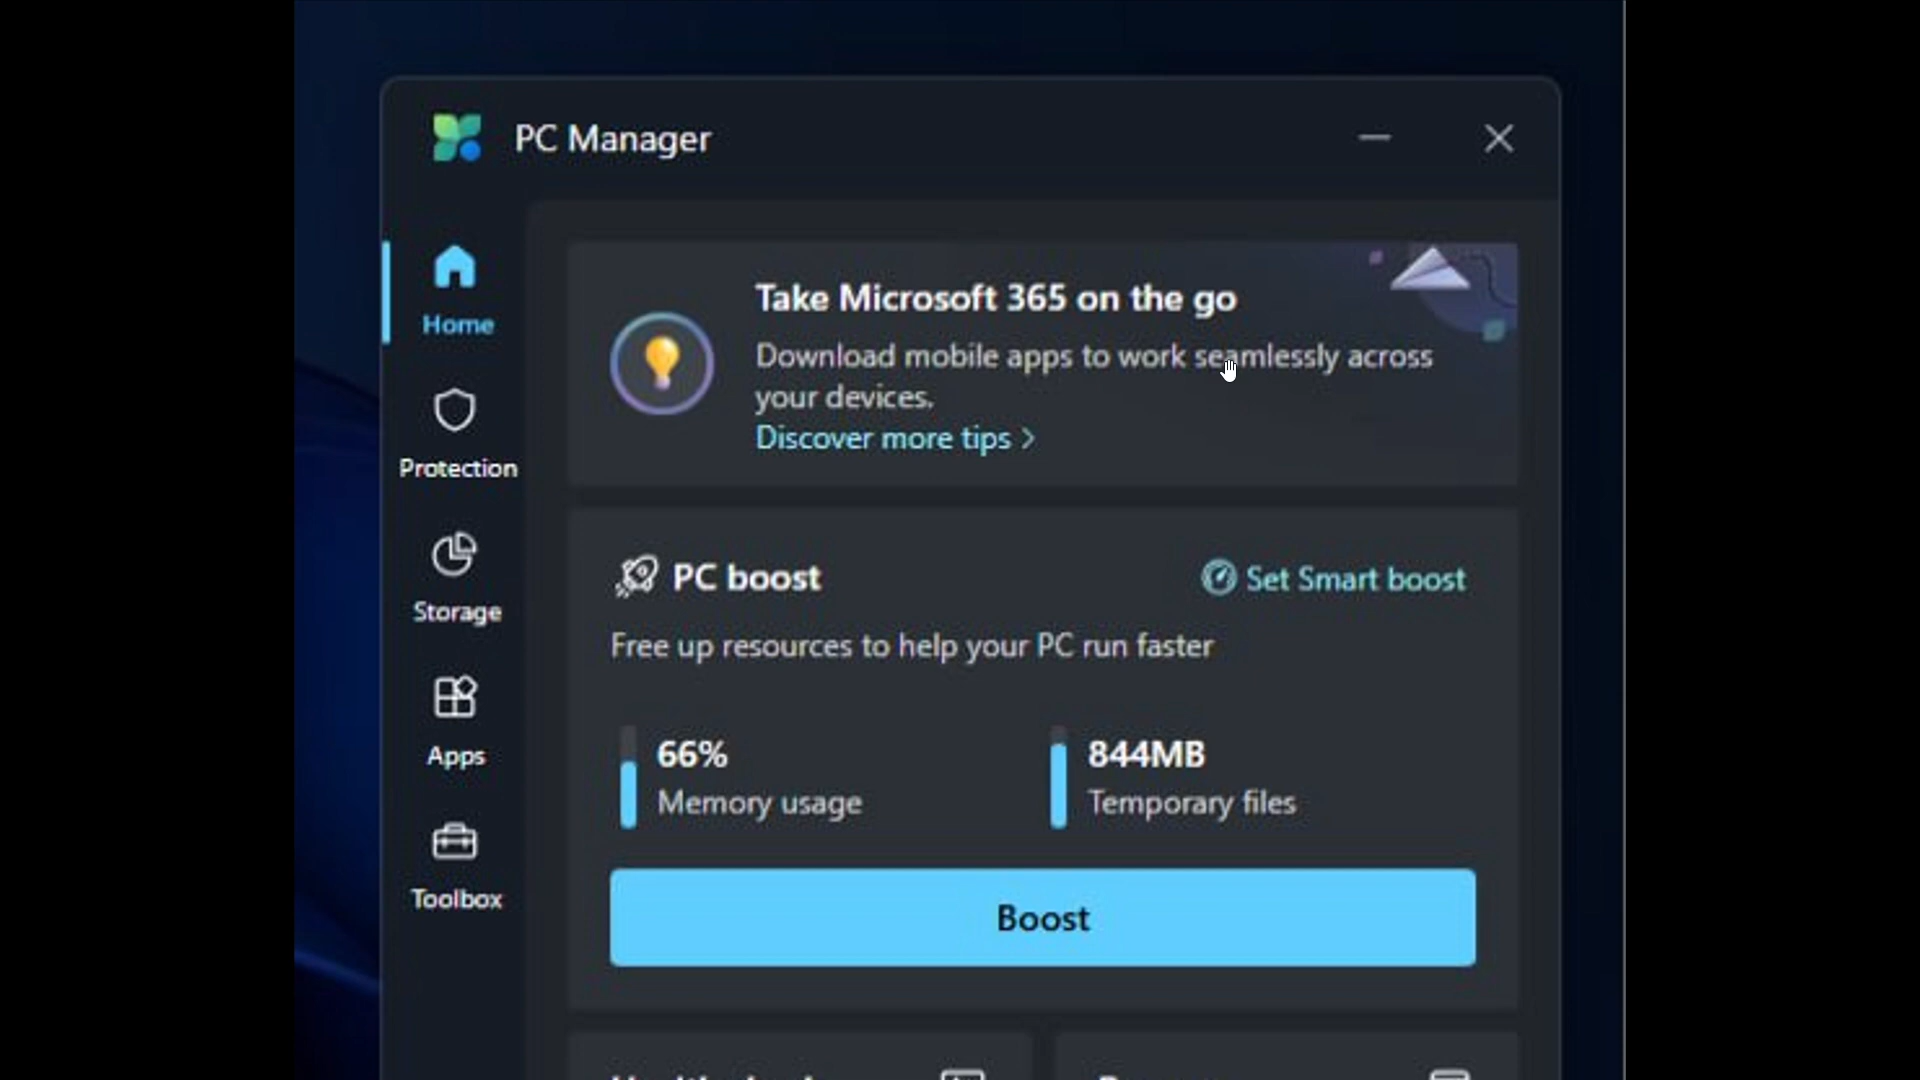 PC Manager
Home
Take Microsoft 365 on the go
Download mobile apps to work seamlessly across
your devices.
Discover more tips >
Protection
PC boost
Set Smart boost
Storage
Free up resources to help your PC run faster
66%
844MB
Apps
Memory usage
Temporary files
Toolbox
Boost